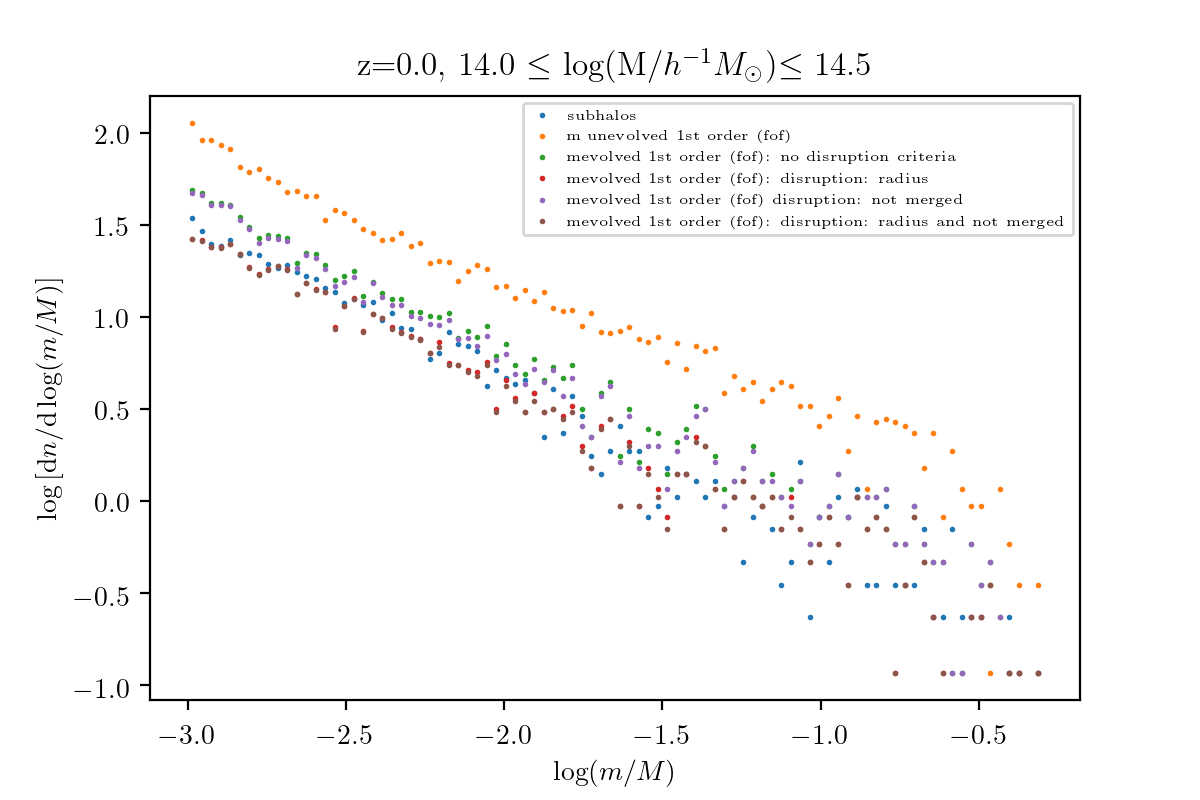 z=0.0, 14.0 ≤ log(M/h⁻¹M⊙)≤ 14.5
subhalos
m unevolved 1st order (fof)
mevolved 1st order (fof): no disruption criteria
mevolved 1st order (fof): disruption: radius
mevolved 1st order (fof) disruption: not merged
mevolved 1st order (fof): disruption: radius and not merged
log [dn/d log(m/M)]
2.0
1.5
1.0
0.5
0.0
−0.5
−1.0
−3.0 −2.5 −2.0 −1.5 −1.0 −0.5
log(m/M)